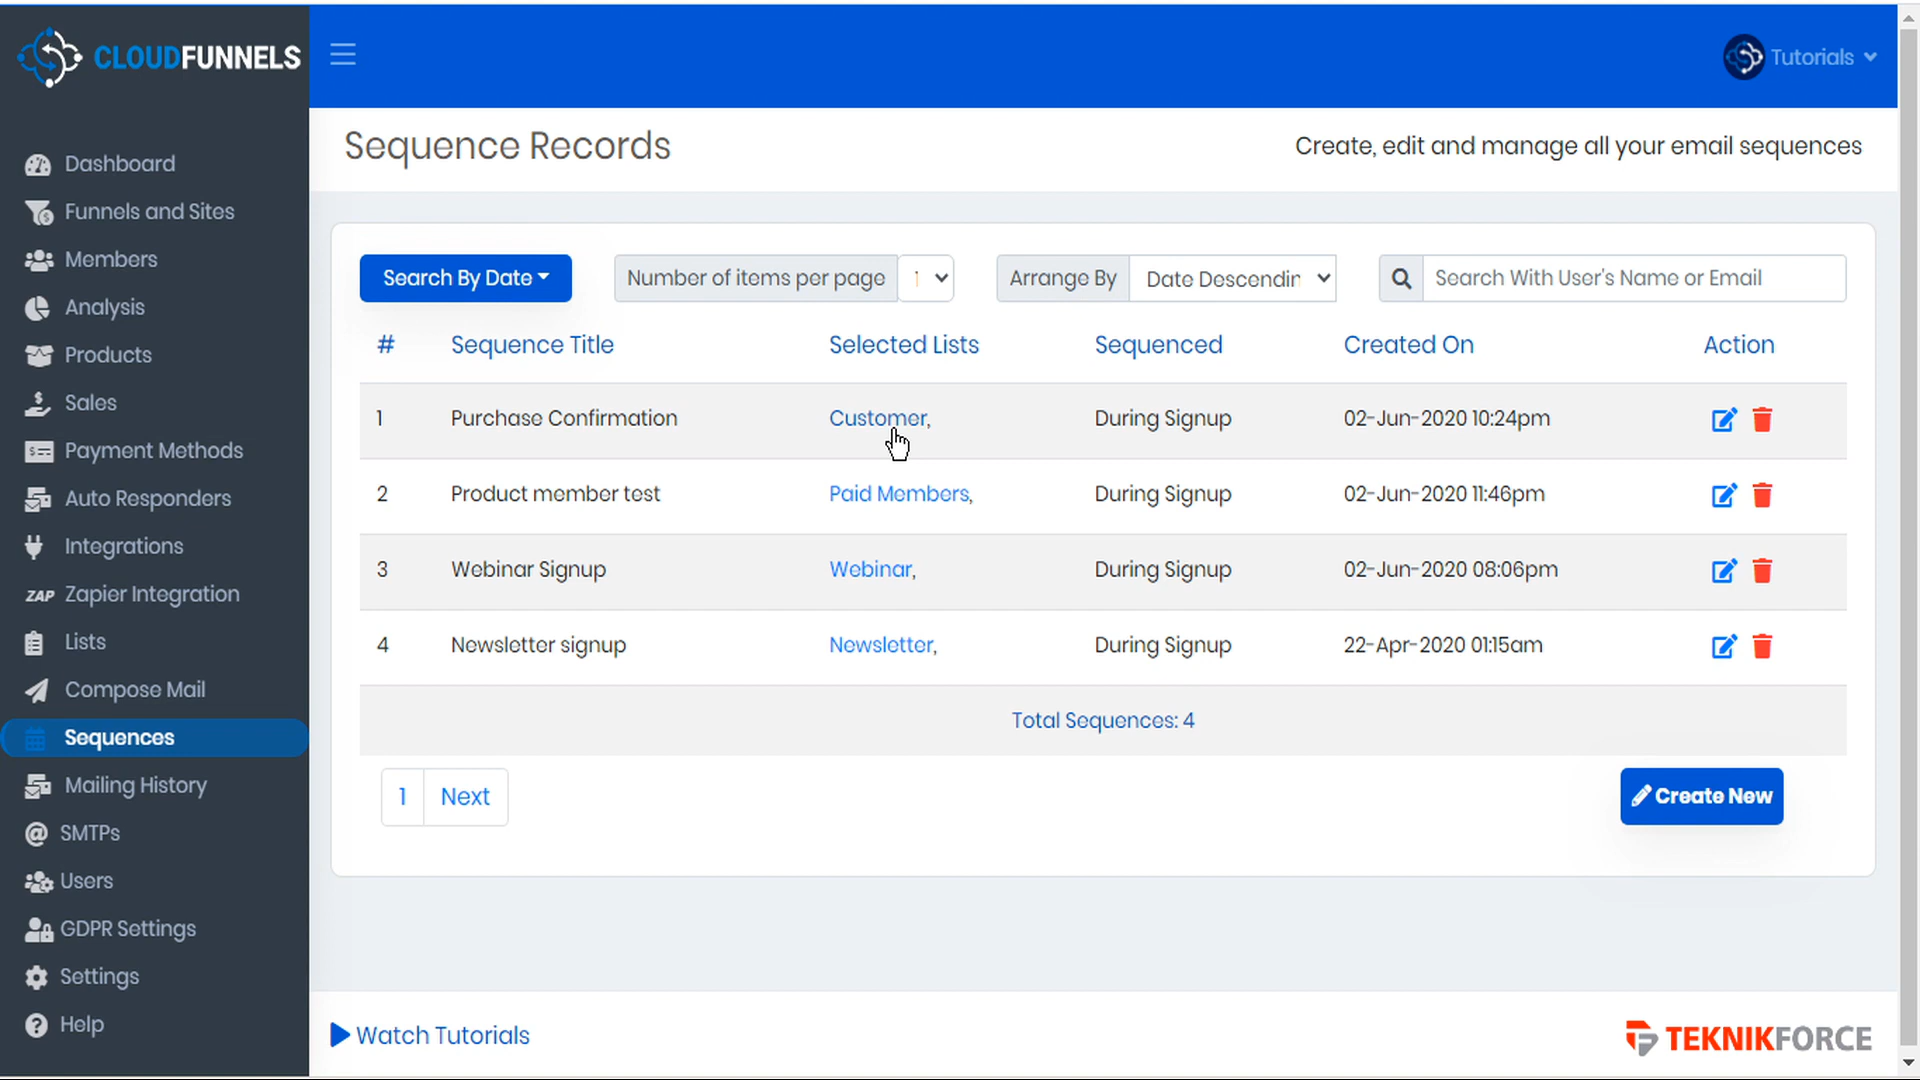 CLOUDFUNNELS
Tutorials
Dashboard
Funnels and Sites
Members
Analysis
Products
Sales
Payment Methods
Auto Responders
Integrations
ZAP Zapier Integration
Lists
Compose Mail
Sequences
Mailing History
SMTPs
Users
GDPR Settings
Settings
Help
Sequence Records
Create, edit and manage all your email sequences
Search By Date
Number of items per page
Arrange By Date Descendin
Search With User's Name or Email
# Sequence Title Selected Lists Sequenced Created On Action
1 Purchase Confirmation Customer, During Signup 02-Jun-2020 10:24pm
2 Product member test Paid Members, During Signup 02-Jun-2020 11:46pm
3 Webinar Signup Webinar, During Signup 02-Jun-2020 08:06pm
4 Newsletter signup Newsletter, During Signup 22-Apr-2020 01:15am
Total Sequences: 4
1 Next
Create New
Watch Tutorials
TEKNIKFORCE